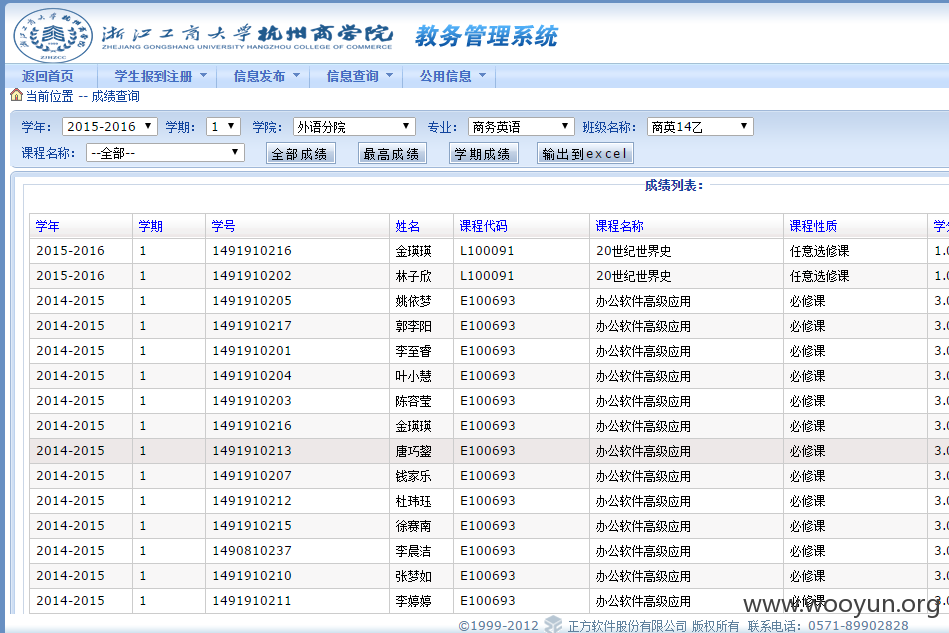 浙江工商大学杭州商学院 教务管理系统
ZHEJIANG GONGSHANG UNIVERSITY HANGZHOU COLLEGE OF COMMERCE
返回首页 学生报到注册 信息发布 信息查询 公用信息
当前位置 -- 成绩查询
学年: 2015-2016 学期: 1 学院: 外语分院 专业: 商务英语 班级名称: 商英14乙
课程名称: --全部-- 全部成绩 最高成绩 学期成绩 输出到excel
成绩列表:
学年 学期 学号 姓名 课程代码 课程名称 课程性质 学
2015-2016 1 1491910216 金瑛瑛 L100091 20世纪世界史 任意选修课 1.0
2015-2016 1 1491910202 林子欣 L100091 20世纪世界史 任意选修课 1.0
2014-2015 1 1491910205 姚依梦 E100693 办公软件高级应用 必修课 3.0
2014-2015 1 1491910217 郭李阳 E100693 办公软件高级应用 必修课 3.0
2014-2015 1 1491910201 李至睿 E100693 办公软件高级应用 必修课 3.0
2014-2015 1 1491910204 叶小慧 E100693 办公软件高级应用 必修课 3.0
2014-2015 1 1491910203 陈容莹 E100693 办公软件高级应用 必修课 3.0
2014-2015 1 1491910216 金瑛瑛 E100693 办公软件高级应用 必修课 3.0
2014-2015 1 1491910213 唐巧翌 E100693 办公软件高级应用 必修课 3.0
2014-2015 1 1491910207 钱家乐 E100693 办公软件高级应用 必修课 3.0
2014-2015 1 1491910212 杜玮珏 E100693 办公软件高级应用 必修课 3.0
2014-2015 1 1491910215 徐赛南 E100693 办公软件高级应用 必修课 3.0
2014-2015 1 1490810237 李晨洁 E100693 办公软件高级应用 必修课 3.0
2014-2015 1 1491910210 张梦如 E100693 办公软件高级应用 必修课 3.0
2014-2015 1 1491910211 李婷婷 E100693 办公软件高级应用 必修课 3.0
www.wooyun.org
©1999-2012 正方软件股份有限公司 版权所有 联系电话: 0571-89902828